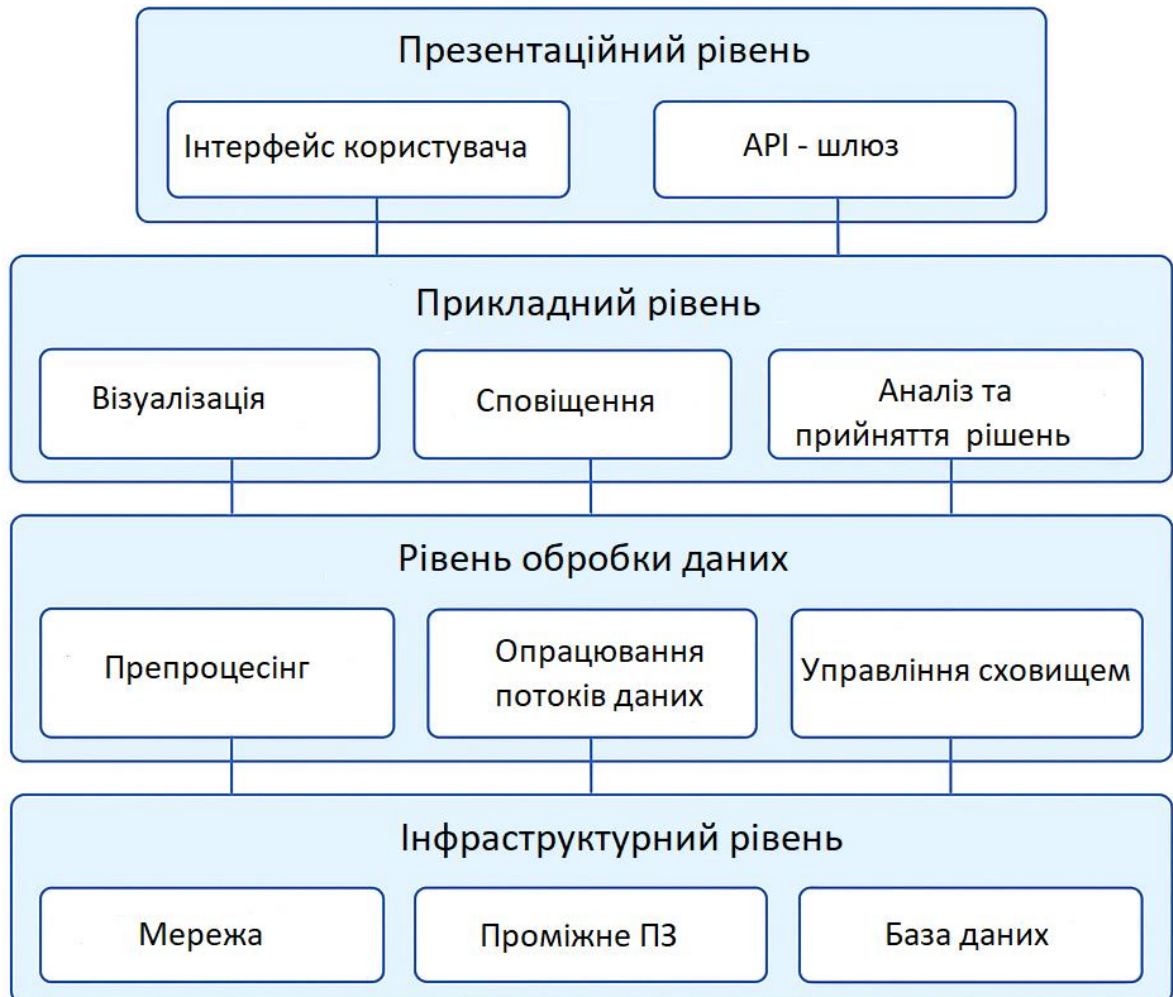 Презентаційний рівень
Інтерфейс користувача
API - шлюз
Прикладний рівень
Візуалізація
Сповіщення
Аналіз та
прийняття рішень
Рівень обробки даних
Препроцесінг
Опрацювання
потоків даних
Управління сховищем
Інфраструктурний рівень
Мережа
Проміжне ПЗ
База даних